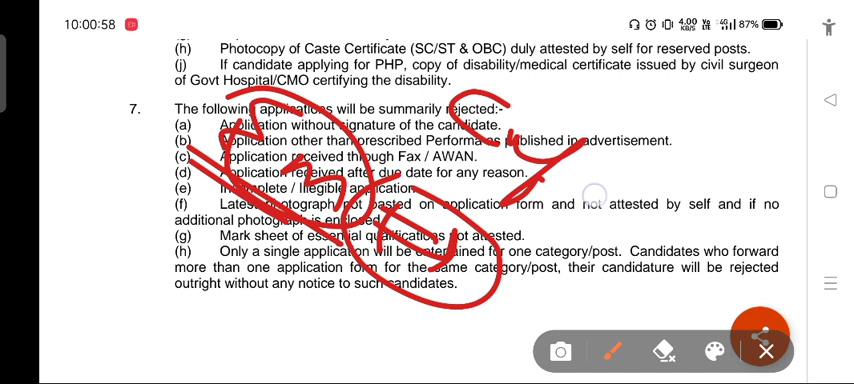 10:00:58 4.00 KB/S Vo LTE 4G 87%
(h) Photocopy of Caste Certificate (SC/ST & OBC) duly attested by self for reserved posts.
(j) If candidate applying for PHP, copy of disability/medical certificate issued by civil surgeon
of Govt Hospital/CMO certifying the disability.
7. The following applications will be summarily rejected:-
(a) Application without signature of the candidate.
(b) Application other than prescribed Performa as published in advertisement.
(c) Application received through Fax / AWAN.
(d) Application received after due date for any reason.
(e) Incomplete / Illegible application.
(f) Latest photograph not pasted on application form and not attested by self and if no
additional photograph is enclosed.
(g) Mark sheet of essential qualifications not attested.
(h) Only a single application will be entertained for one category/post. Candidates who forward
more than one application form for the same category/post, their candidature will be rejected
outright without any notice to such candidates.